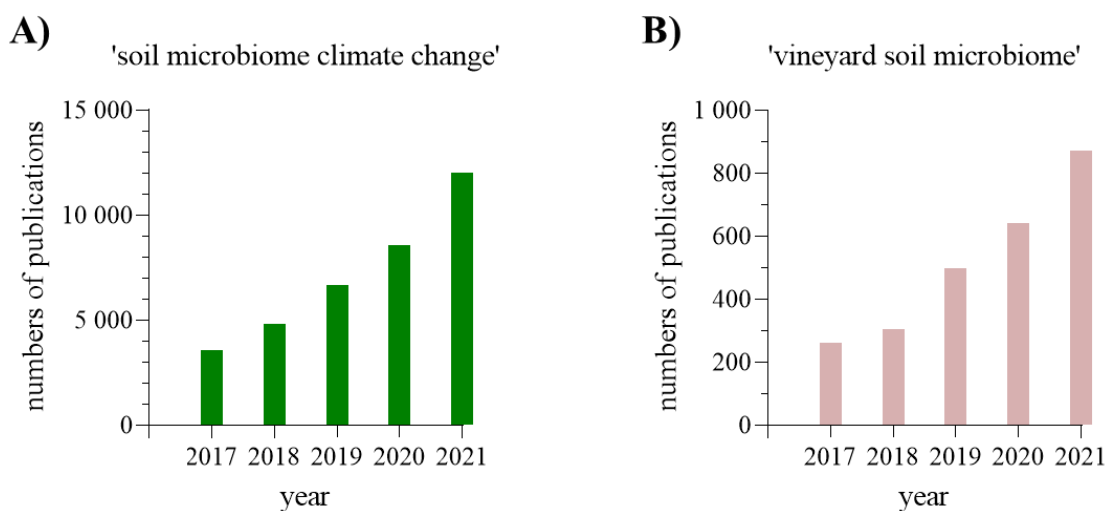 A)
'soil microbiome climate change'
numbers of publications
15 000
10 000
5 000
0
2017 2018 2019 2020 2021
year
B)
'vineyard soil microbiome'
numbers of publications
1 000
800
600
400
200
0
2017 2018 2019 2020 2021
year